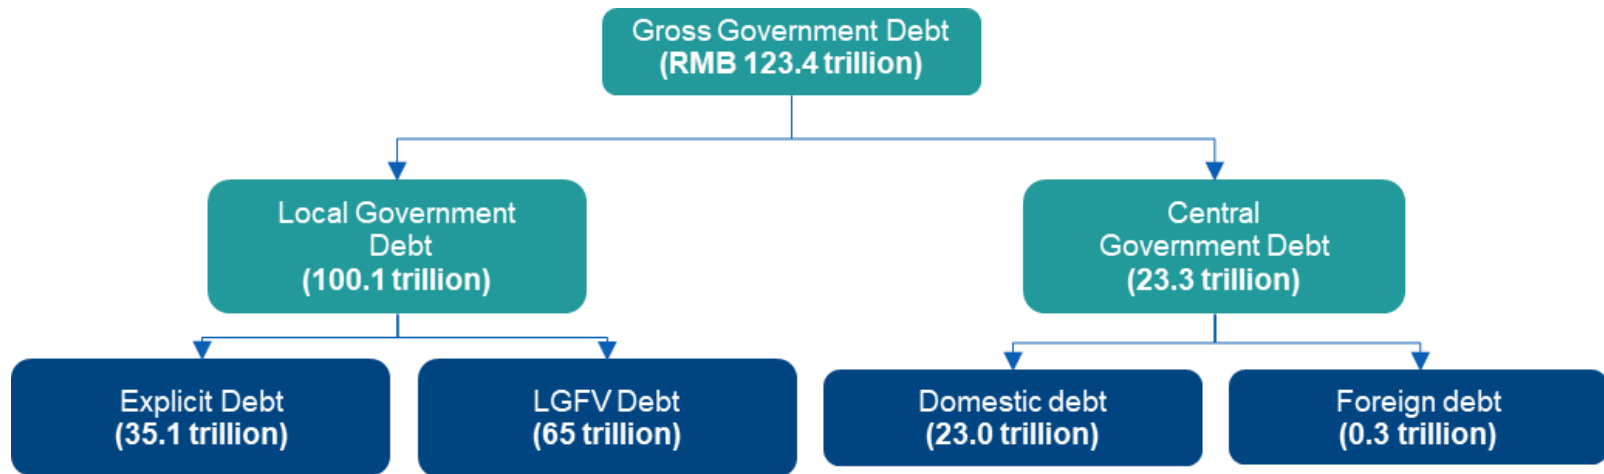 Gross Government Debt
(RMB 123.4 trillion)
Local Government
Debt
(100.1 trillion)
Central
Government Debt
(23.3 trillion)
Explicit Debt
(35.1 trillion)
LGFV Debt
(65 trillion)
Domestic debt
(23.0 trillion)
Foreign debt
(0.3 trillion)